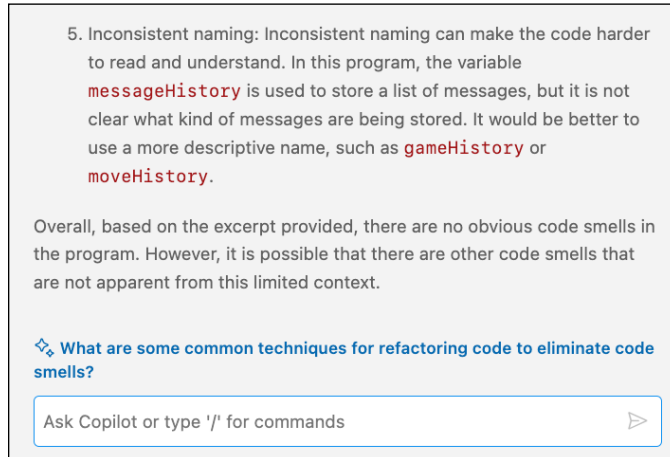 5. Inconsistent naming: Inconsistent naming can make the code harder
to read and understand. In this program, the variable
messageHistory is used to store a list of messages, but it is not
clear what kind of messages are being stored. It would be better to
use a more descriptive name, such as gameHistory or
moveHistory.
Overall, based on the excerpt provided, there are no obvious code smells in
the program. However, it is possible that there are other code smells that
are not apparent from this limited context.
What are some common techniques for refactoring code to eliminate code
smells?
Ask Copilot or type '/' for commands